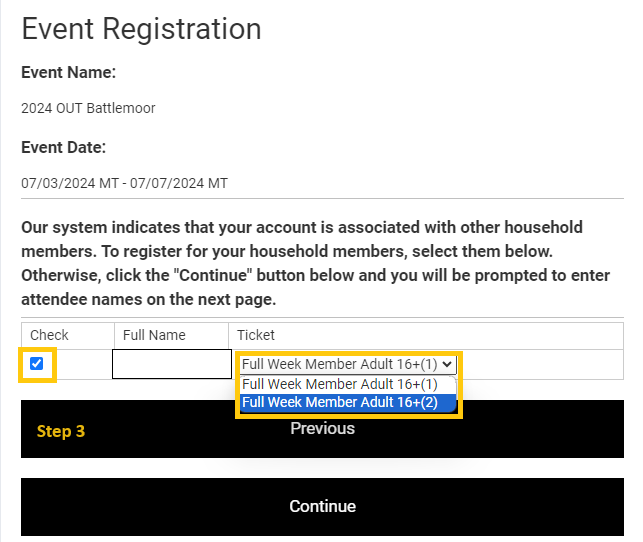 Event Registration
Event Name:
2024 OUT Battlemoor
Event Date:
07/03/2024 MT - 07/07/2024 MT
Our system indicates that your account is associated with other household
members. To register for your household members, select them below.
Otherwise, click the "Continue" button below and you will be prompted to enter
attendee names on the next page.
Check Full Name Ticket
Full Week Member Adult 16+(1)
Full Week Member Adult 16+(1)
Full Week Member Adult 16+(2)
Step 3 Previous
Continue